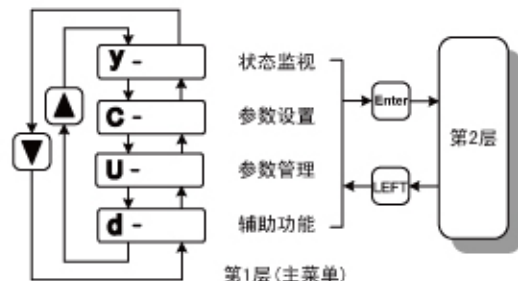 y - 状态监视
C - 参数设置
U - 参数管理
d - 辅助功能
Enter
LEFT
第2层
第1层(主菜单)